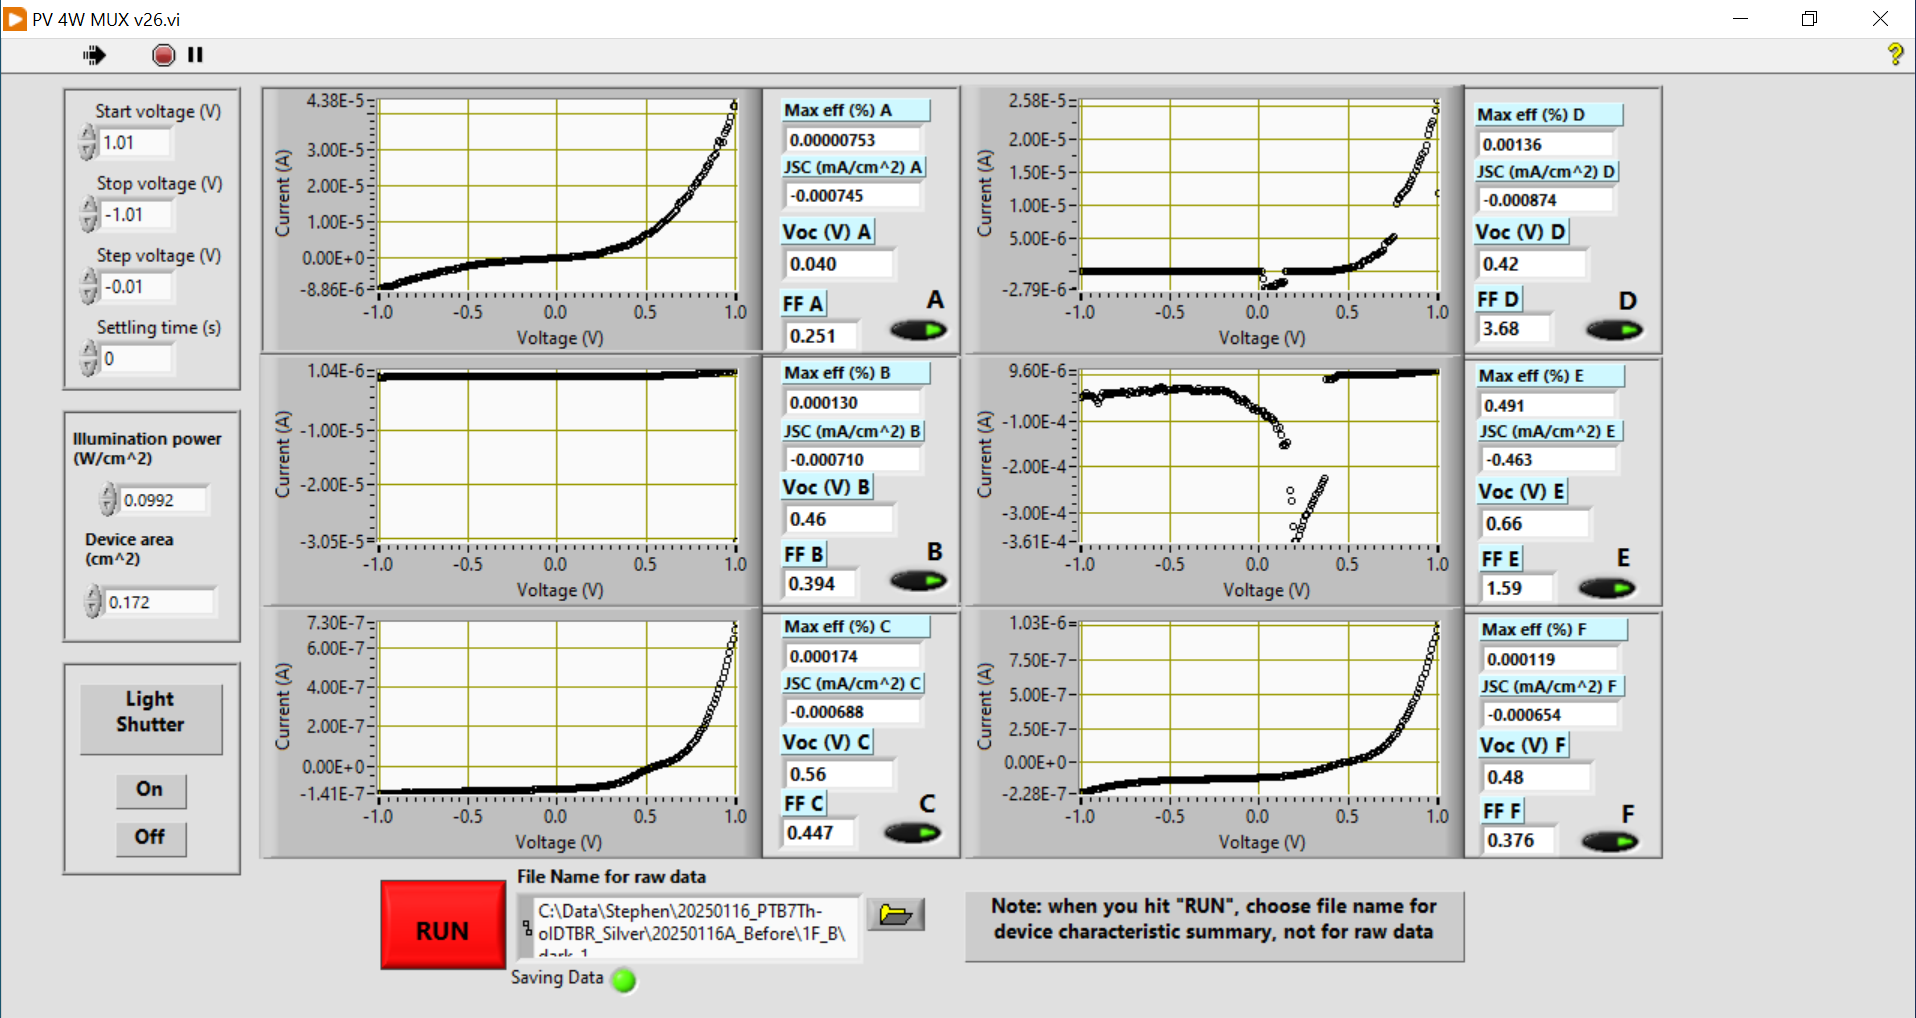 PV 4W MUX v26.vi
Start voltage (V)
1.01
Stop voltage (V)
-1.01
Step voltage (V)
-0.01
Settling time (s)
0
Illumination power
(W/cm^2)
0.0992
Device area
(cm^2)
0.172
Light
Shutter
On
Off
4.38E-5
3.00E-5
2.00E-5
1.00E-5
0.00E+0
-8.86E-6
Current (A)
-1.0 -0.5 0.0 0.5 1.0
Voltage (V)
Max eff (%) A
0.00000753
JSC (mA/cm^2) A
-0.000745
Voc (V) A
0.040
FF A
0.251
A
1.04E-6
-1.00E-5
-2.00E-5
-3.05E-5
Current (A)
-1.0 -0.5 0.0 0.5 1.0
Voltage (V)
Max eff (%) B
0.000130
JSC (mA/cm^2) B
-0.000710
Voc (V) B
0.46
FF B
0.394
B
7.30E-7
6.00E-7
4.00E-7
2.00E-7
0.00E+0
-1.41E-7
Current (A)
-1.0 -0.5 0.0 0.5 1.0
Voltage (V)
Max eff (%) C
0.000174
JSC (mA/cm^2) C
-0.000688
Voc (V) C
0.56
FF C
0.447
C
2.58E-5
2.00E-5
1.50E-5
1.00E-5
5.00E-6
-2.79E-6
Current (A)
-1.0 -0.5 0.0 0.5 1.0
Voltage (V)
Max eff (%) D
0.00136
JSC (mA/cm^2) D
-0.000874
Voc (V) D
0.42
FF D
3.68
D
9.60E-6
-1.00E-4
-2.00E-4
-3.00E-4
-3.61E-4
Current (A)
-1.0 -0.5 0.0 0.5 1.0
Voltage (V)
Max eff (%) E
0.491
JSC (mA/cm^2) E
-0.463
Voc (V) E
0.66
FF E
1.59
E
1.03E-6
7.50E-7
5.00E-7
2.50E-7
0.00E+0
-2.28E-7
Current (A)
-1.0 -0.5 0.0 0.5 1.0
Voltage (V)
Max eff (%) F
0.000119
JSC (mA/cm^2) F
-0.000654
Voc (V) F
0.48
FF F
0.376
F
RUN
File Name for raw data
C:\Data\Stephen\20250116_PTB7Th-
oIDTBR_Silver\20250116A_Before\1F_B\
Saving Data
Note: when you hit "RUN", choose file name for
device characteristic summary, not for raw data